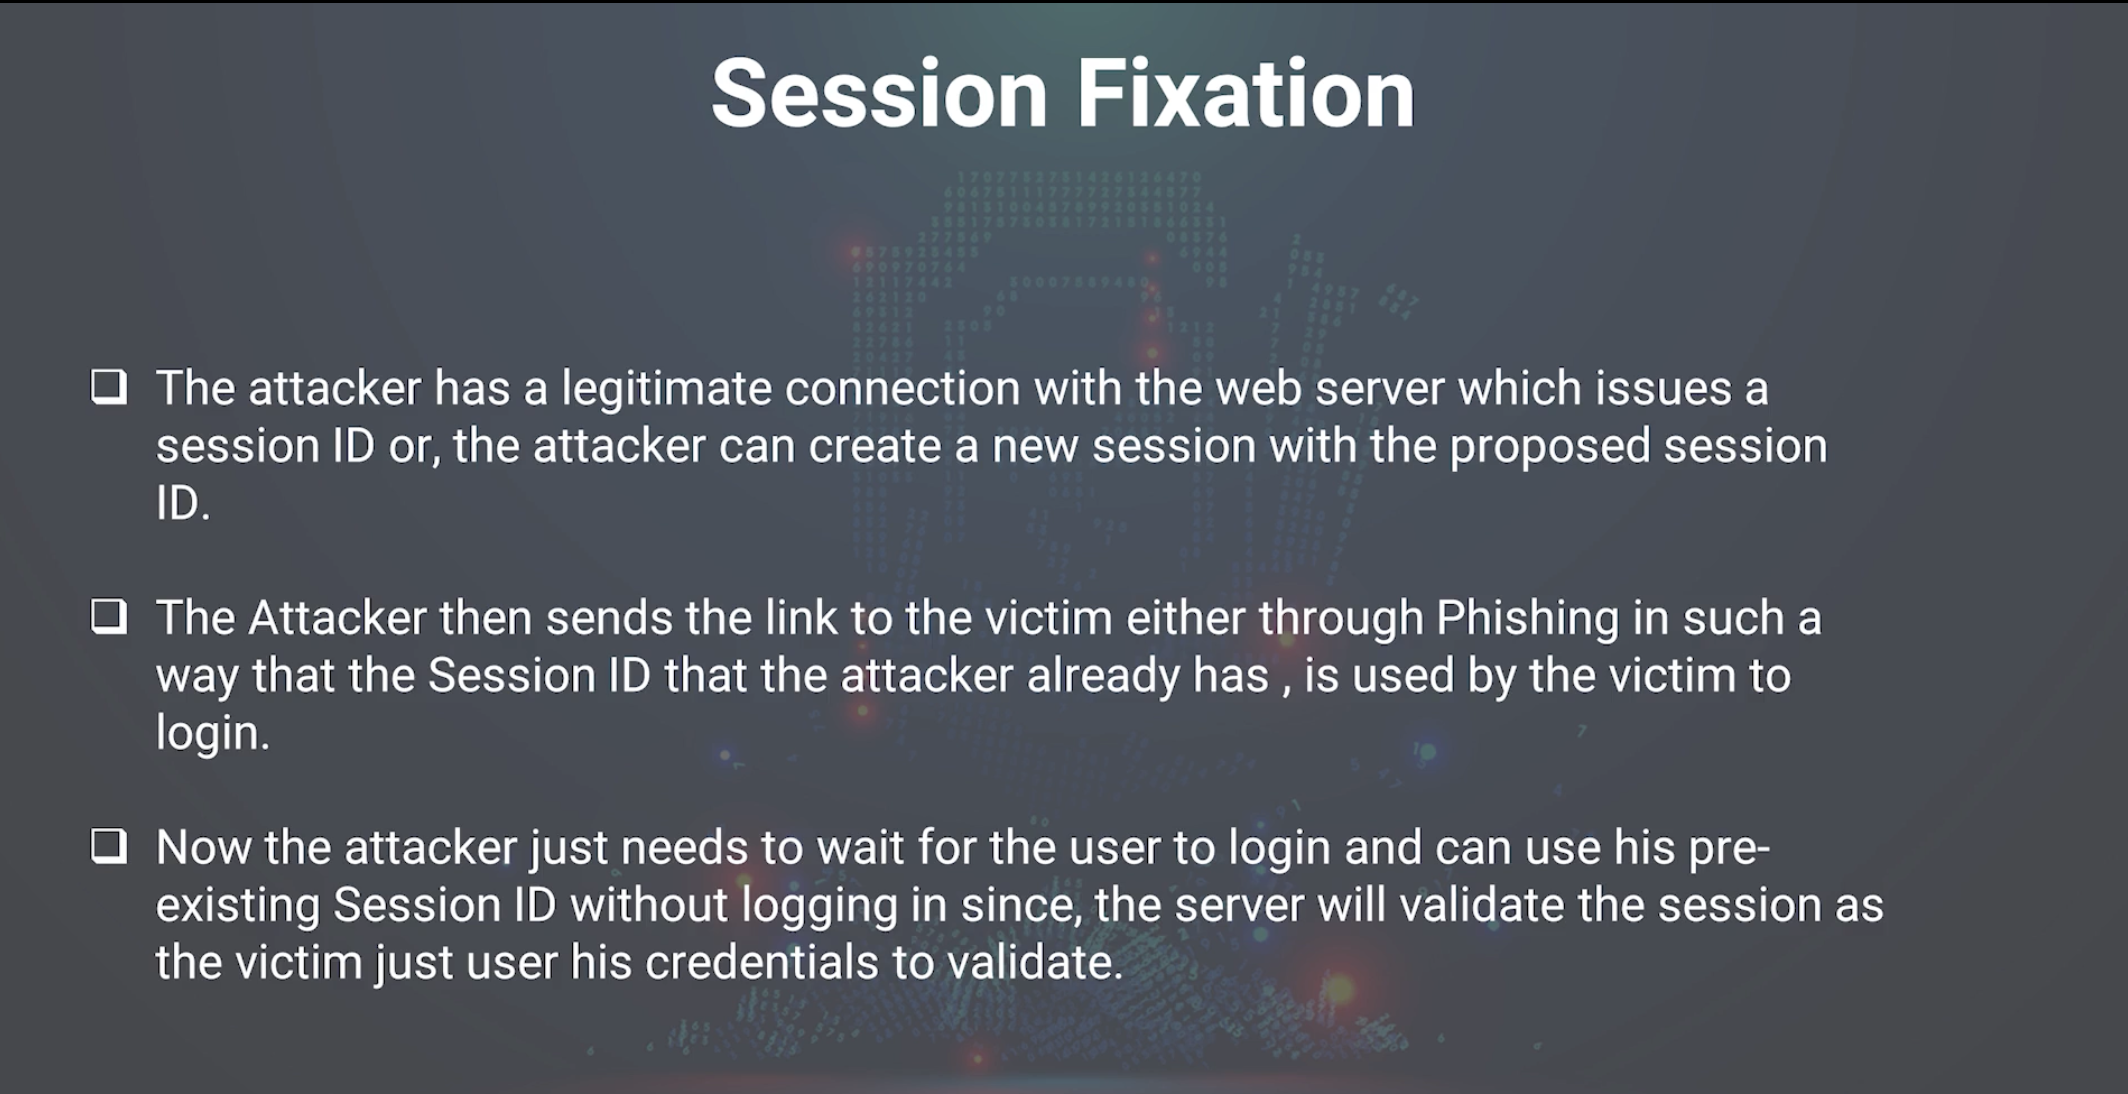 Session Fixation
The attacker has a legitimate connection with the web server which issues a
session ID or, the attacker can create a new session with the proposed session
ID.
The Attacker then sends the link to the victim either through Phishing in such a
way that the Session ID that the attacker already has , is used by the victim to
login.
Now the attacker just needs to wait for the user to login and can use his pre-
existing Session ID without logging in since, the server will validate the session as
the victim just user his credentials to validate.